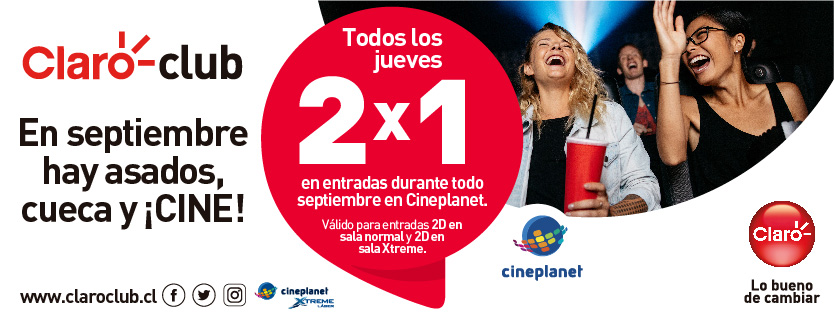 Claro-club
En septiembre
hay asados,
cueca y ¡CINE!
www.claroclub.cl
cineplanet
XTREME
LÁSER
Todos los
jueves
2x1
en entradas durante todo
septiembre en Cineplanet.
Válido para entradas 2D en
sala normal y 2D en
sala Xtreme.
cineplanet
Claro-
Lo bueno
de cambiar